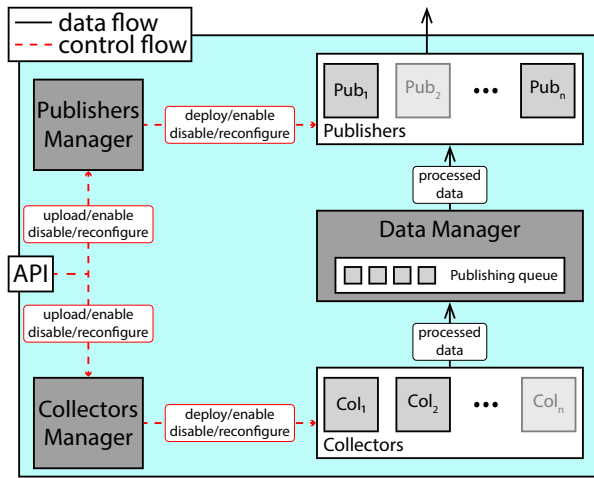 data flow
control flow
Publishers
Manager
deploy/enable
disable/reconfigure
Pub1
Pub2
•••
Pubn
Publishers
processed
data
upload/enable
disable/reconfigure
Data Manager
Publishing queue
API
upload/enable
disable/reconfigure
processed
data
Collectors
Manager
deploy/enable
disable/reconfigure
Col1
Col2
•••
Coln
Collectors